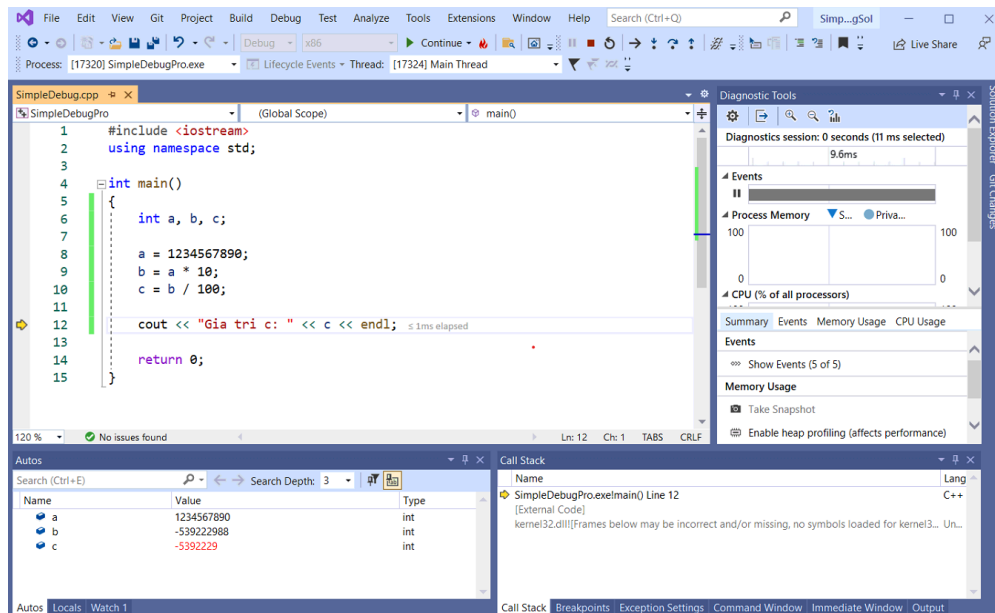 File Edit View Git Project Build Debug Test Analyze Tools Extensions Window Help Search (Ctrl+Q) Simp...gSol
Debug x86 Continue Live Share
Process: [17320] SimpleDebugPro.exe Lifecycle Events Thread: [17324] Main Thread
SimpleDebug.cpp
SimpleDebugPro (Global Scope) main()
1 #include <iostream>
2 using namespace std;
3
4 int main()
5 {
6 int a, b, c;
7
8 a = 1234567890;
9 b = a * 10;
10 c = b / 100;
11
12 cout << "Gia tri c: " << c << endl; ≤ 1ms elapsed
13
14 return 0;
15 }
120 % No issues found Ln: 12 Ch: 1 TABS CRLF
Diagnostic Tools
Diagnostics session: 0 seconds (11 ms selected)
9.6ms
Events
Process Memory S... Priva...
100 100
0 0
CPU (% of all processors)
Summary Events Memory Usage CPU Usage
Events
Show Events (5 of 5)
Memory Usage
Take Snapshot
Enable heap profiling (affects performance)
Solution Explorer
Git Changes
Autos
Search (Ctrl+E) Search Depth: 3
Name Value Type
a 1234567890 int
b -539222988 int
c -5392229 int
Autos Locals Watch 1
Call Stack
Name Lang
SimpleDebugPro.exe!main() Line 12 C++
[External Code]
kernel32.dll![Frames below may be incorrect and/or missing, no symbols loaded for kernel3... Un...
Call Stack Breakpoints Exception Settings Command Window Immediate Window Output